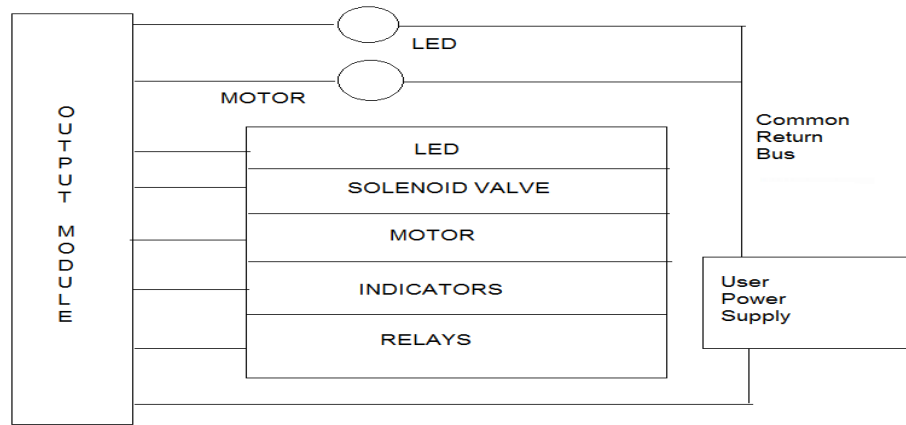 OUTPUT MODULE
LED
MOTOR
LED
SOLENOID VALVE
MOTOR
INDICATORS
RELAYS
Common
Return
Bus
User
Power
Supply